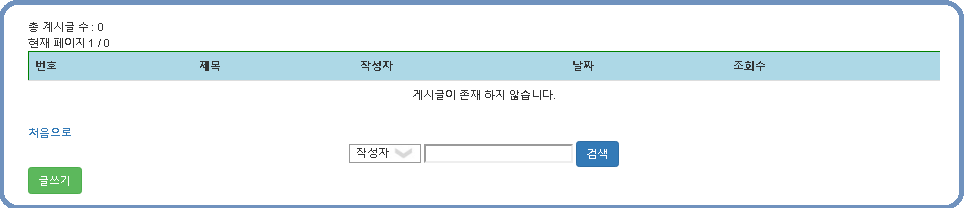 총 게시글 수 : 0
현재 페이지 1 / 0
번호 제목 작성자 날짜 조회수
게시글이 존재 하지 않습니다.
처음으로
작성자 검색
글쓰기